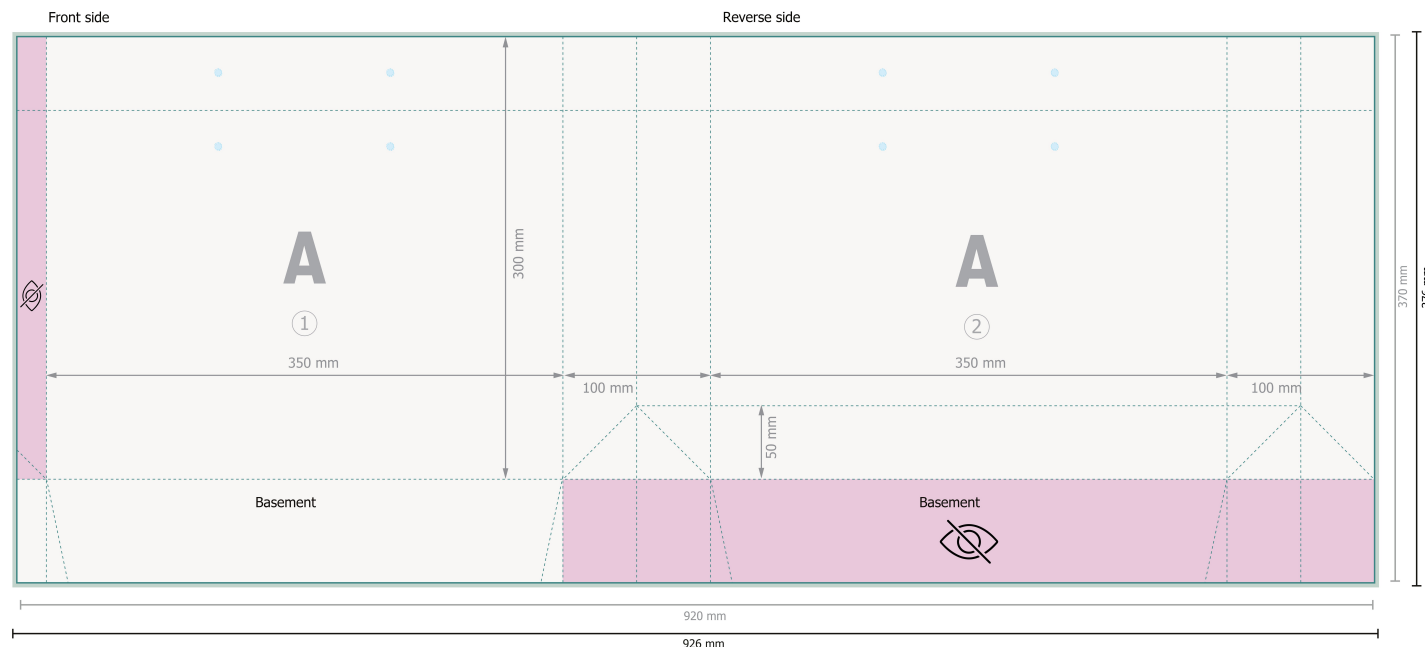 Front side
Reverse side
A
1
350 mm
300 mm
100 mm
A
2
350 mm
100 mm
50 mm
Basement
Basement
370 mm
920 mm
926 mm